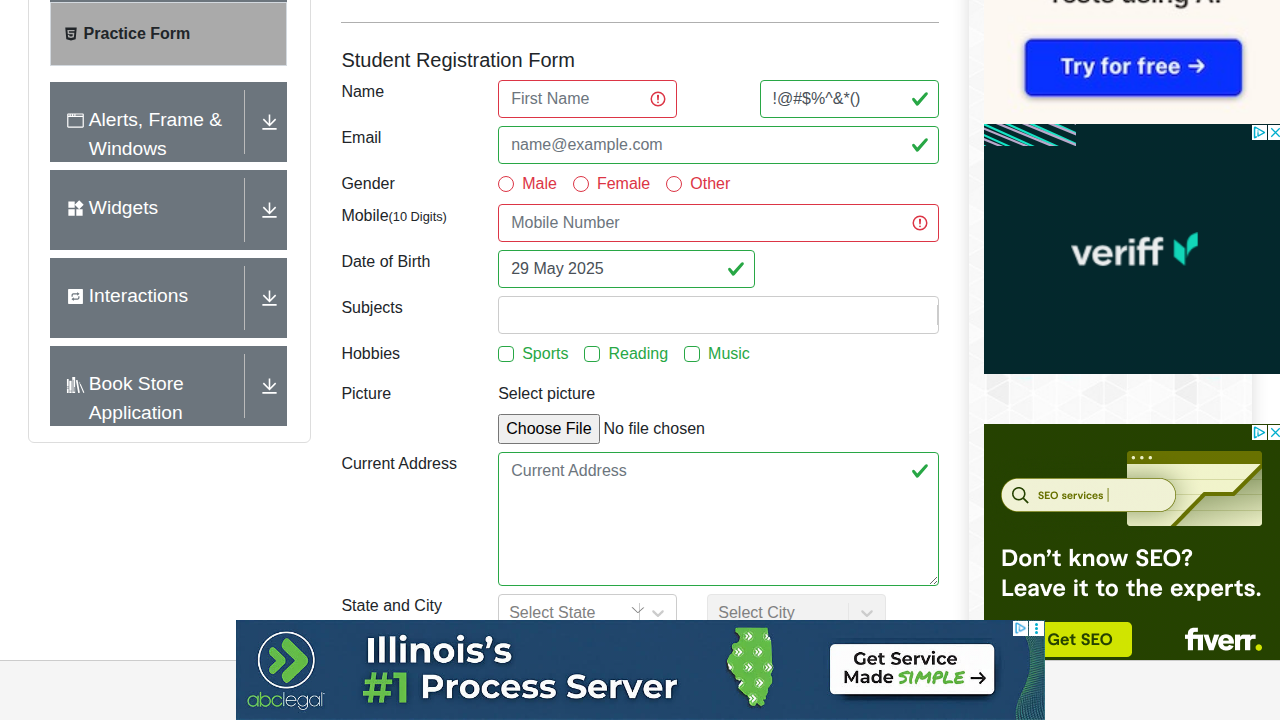 Tests using AI.
Practice Form
Try for free →
Student Registration Form
Name
First Name
!@#$%^&*()
Alerts, Frame &
Windows
Email
name@example.com
Gender
Male
Female
Other
Widgets
Mobile(10 Digits)
Mobile Number
veriff
Date of Birth
29 May 2025
Interactions
Subjects
Hobbies
Sports
Reading
Music
Book Store
Application
Picture
Select picture
Choose File
No file chosen
Current Address
Current Address
SEO services |
Don't know SEO?
Leave it to the experts.
State and City
Select State
Select City
Get SEO
fiverr.
abclegal
Illinois's
#1 Process Server
Get Service
Made SIMPLE →